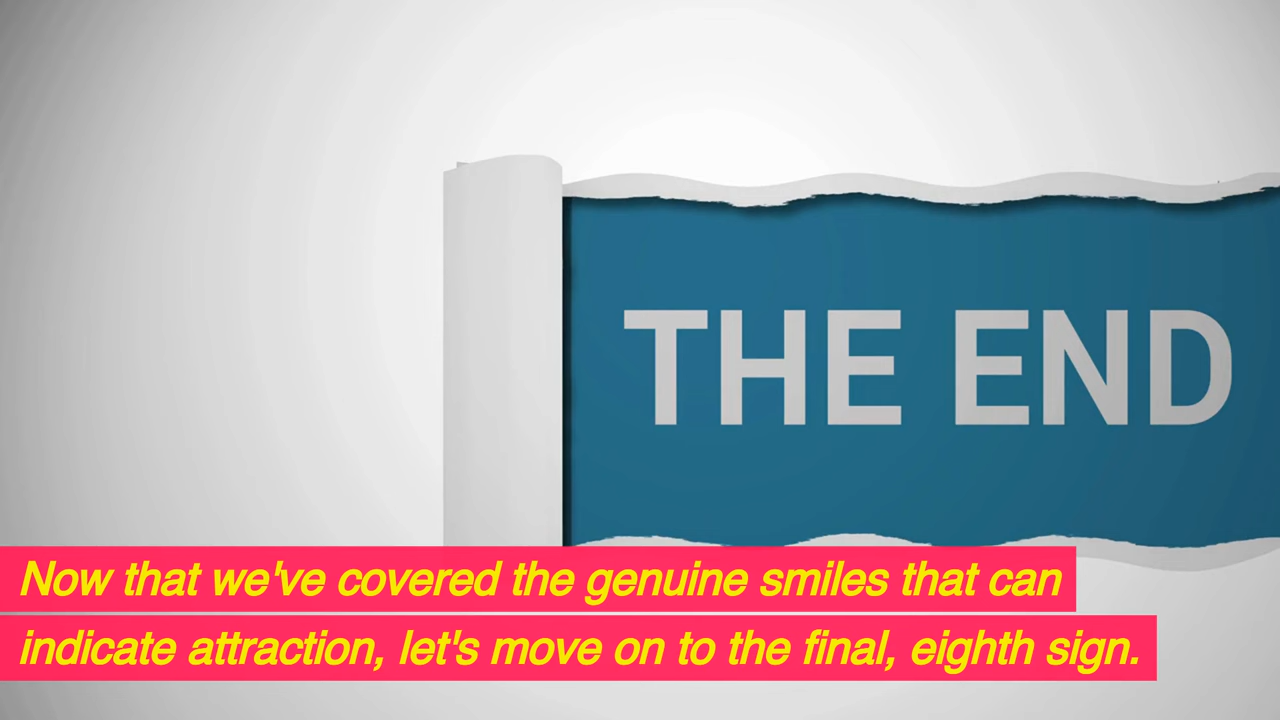 THE END
Now that we've covered the genuine smiles that can
indicate attraction, let's move on to the final, eighth sign.